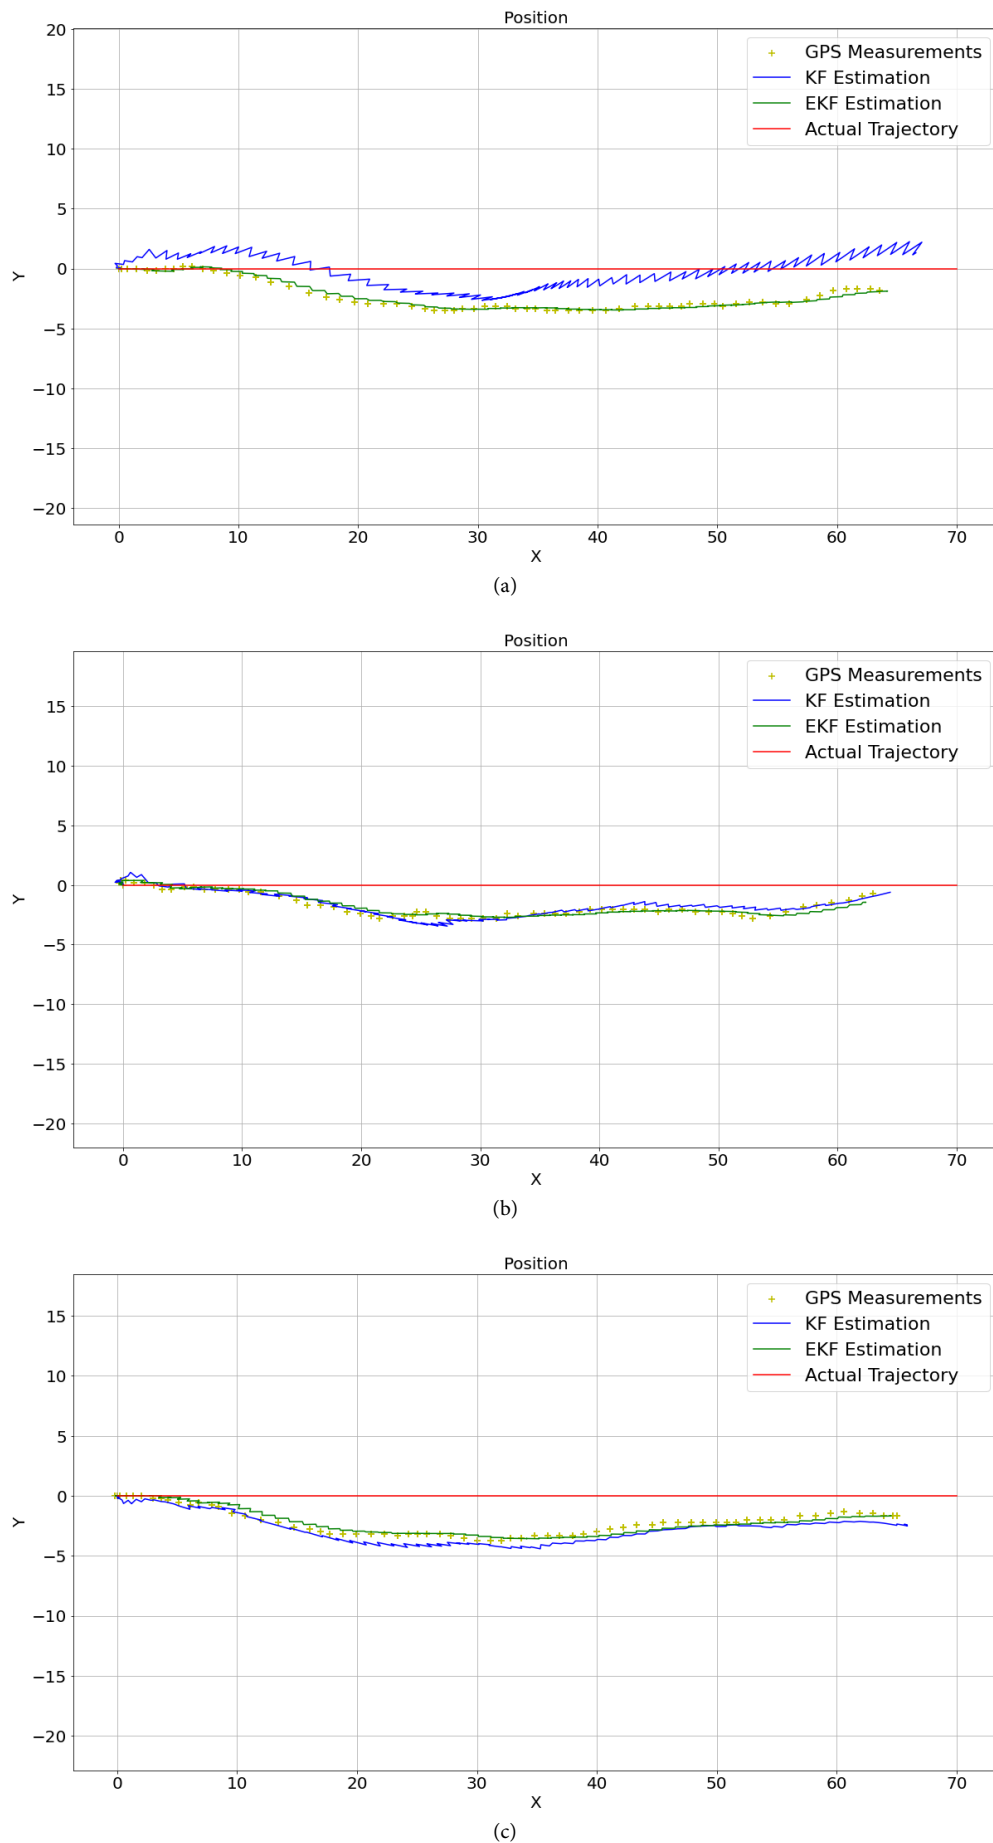 Position
20
15
10
5
0
−5
−10
−15
−20
Y
GPS Measurements
KF Estimation
EKF Estimation
Actual Trajectory
0 10 20 30 40 50 60 70
X
(a)
Position
15
10
5
0
−5
−10
−15
−20
Y
GPS Measurements
KF Estimation
EKF Estimation
Actual Trajectory
0 10 20 30 40 50 60 70
X
(b)
Position
15
10
5
0
−5
−10
−15
−20
Y
GPS Measurements
KF Estimation
EKF Estimation
Actual Trajectory
0 10 20 30 40 50 60 70
X
(c)